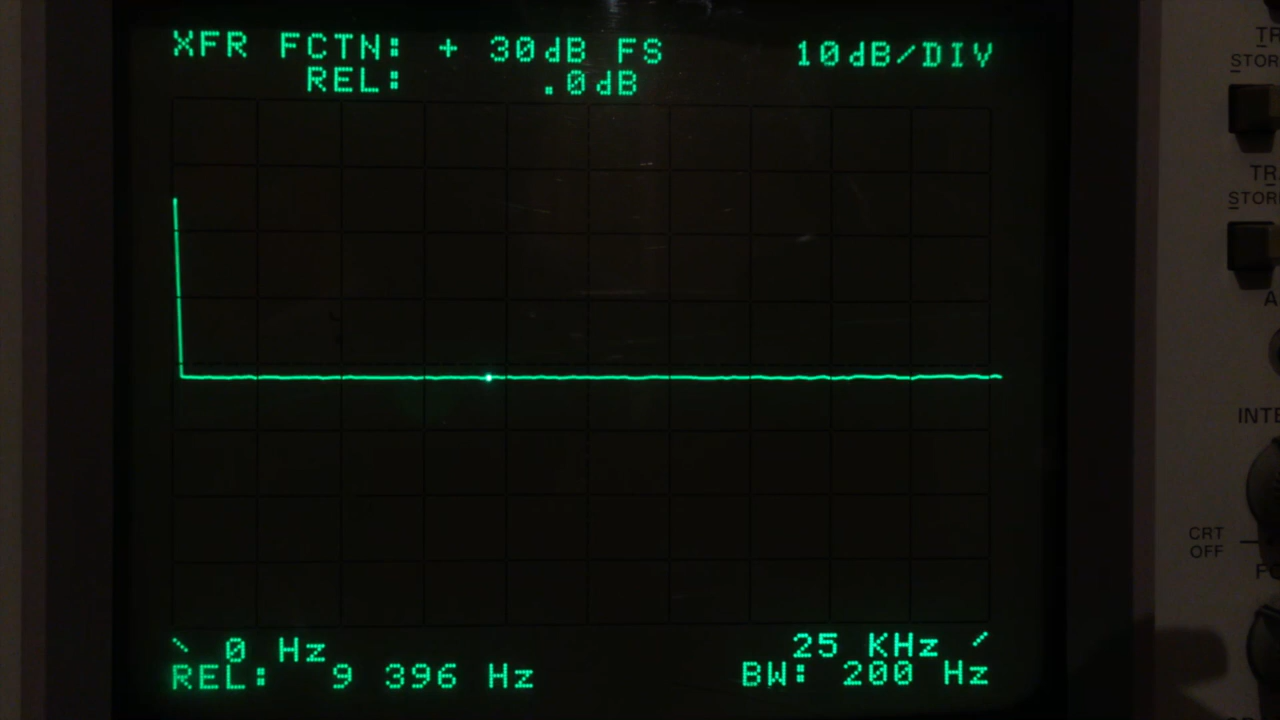 XFR FCTN: + 30dB FS 10dB/DIV
REL: .0dB
\ 0 Hz 25 KHz /
REL: 9 396 Hz BW: 200 Hz
STOR
STOR
CRT
OFF